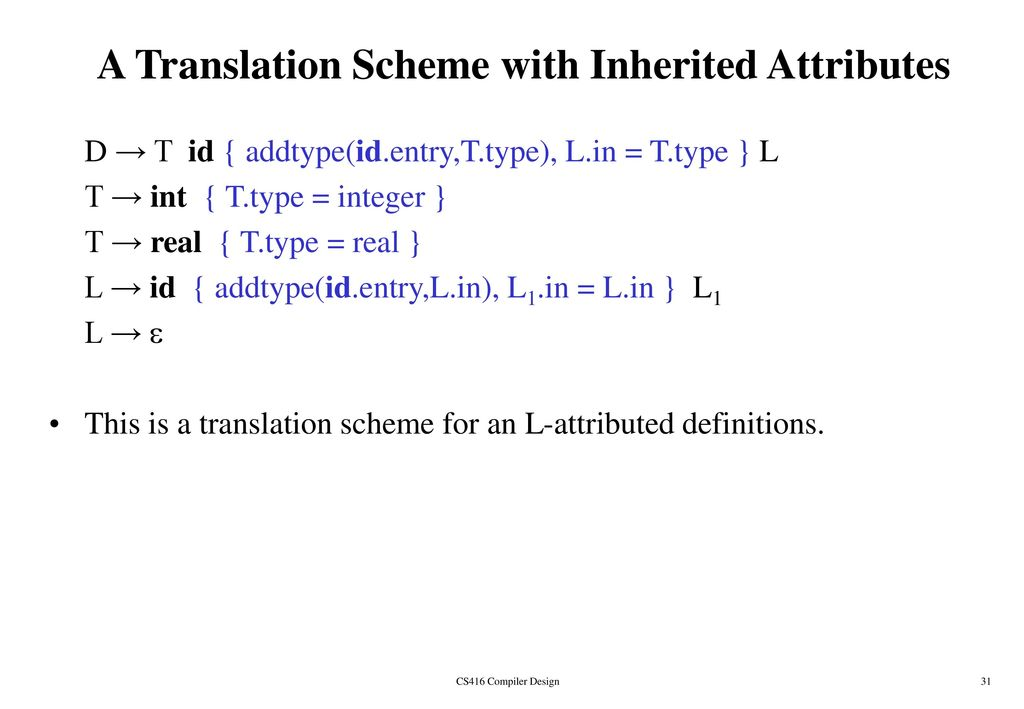 A Translation Scheme with Inherited Attributes
D → T id { addtype(id.entry,T.type), L.in = T.type } L
T → int { T.type = integer }
T → real { T.type = real }
L → id { addtype(id.entry,L.in), L₁.in = L.in } L₁
L → ε
• This is a translation scheme for an L-attributed definitions.
CS416 Compiler Design
31